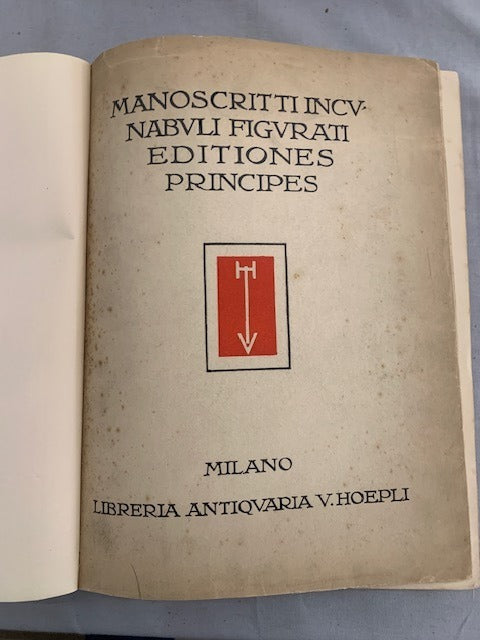 MANOSCRITTI INCV-
NABVLI FIGVRATI
EDITIONES
PRINCIPES
H V
MILANO
LIBRERIA ANTIQVARIA V. HOEPLI